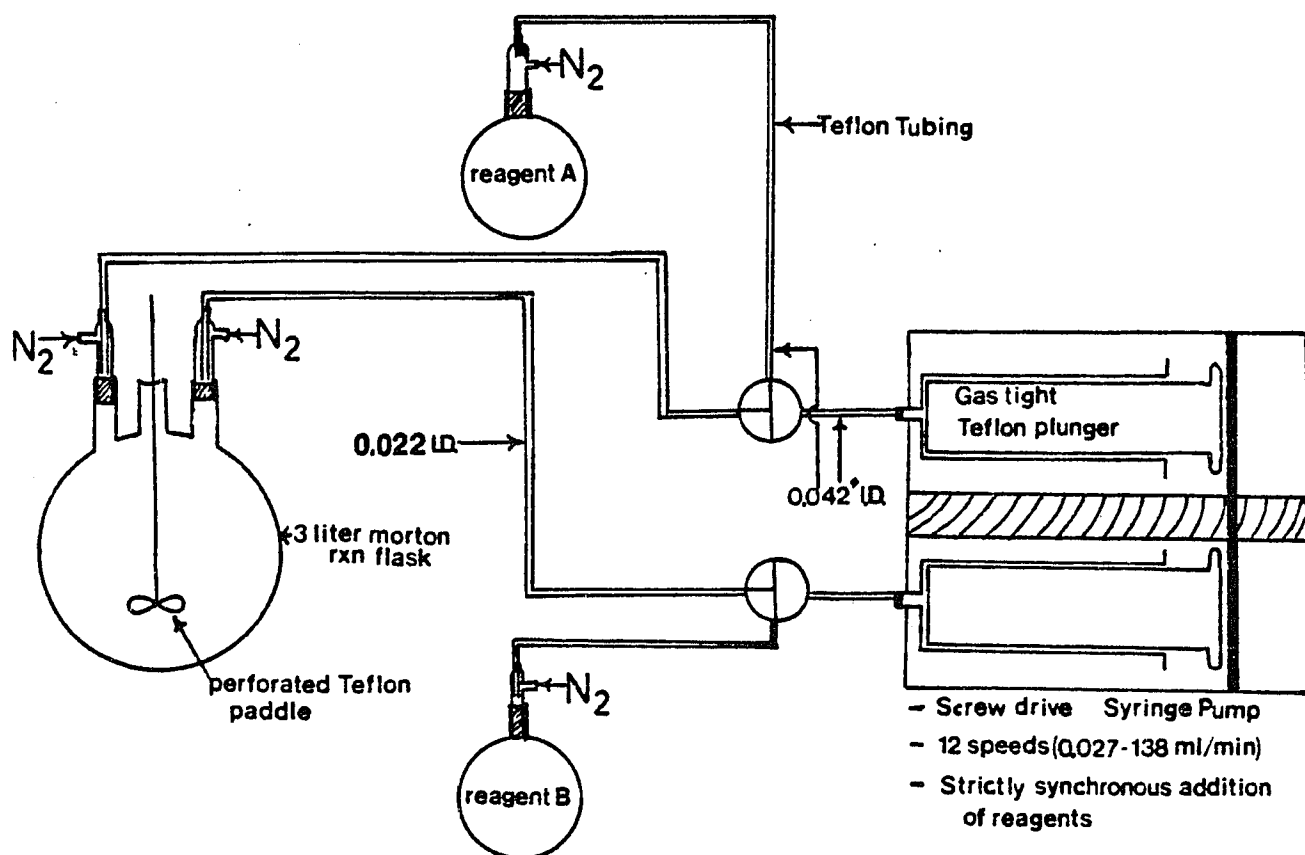 N2
Teflon Tubing
reagent A
N2
N2
Gas tight
Teflon plunger
0.022 I.D.
0.042" I.D.
3 liter morton
rxn flask
perforated Teflon
paddle
N2
reagent B
- Screw drive Syringe Pump
- 12 speeds (0.027-138 ml/min)
- Strictly synchronous addition
of reagents